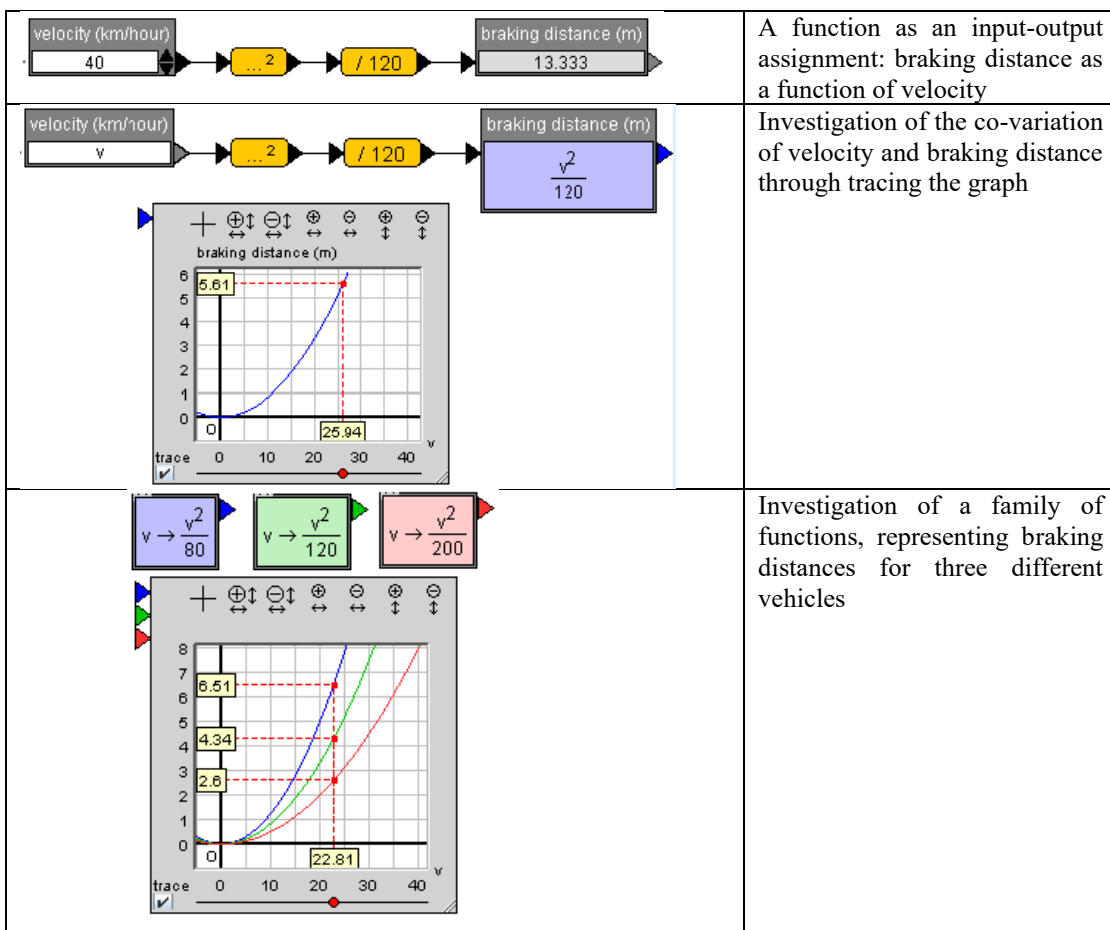 velocity (km/hour)
40
... 2
/ 120
braking distance (m)
13.333
A function as an input-output
assignment: braking distance as
a function of velocity
velocity (km/hour)
v
... 2
/ 120
braking distance (m)
v²
120
Investigation of the co-variation
of velocity and braking distance
through tracing the graph
braking distance (m)
6
5.61
5
4
3
2
1
0
O
25.94
v
trace 0 10 20 30 40
v → v²
80
v → v²
120
v → v²
200
Investigation of a family of
functions, representing braking
distances for three different
vehicles
8
7
6.51
6
5
4.34
4
3
2.6
2
1
0
O
22.81
v
trace 0 10 20 30 40